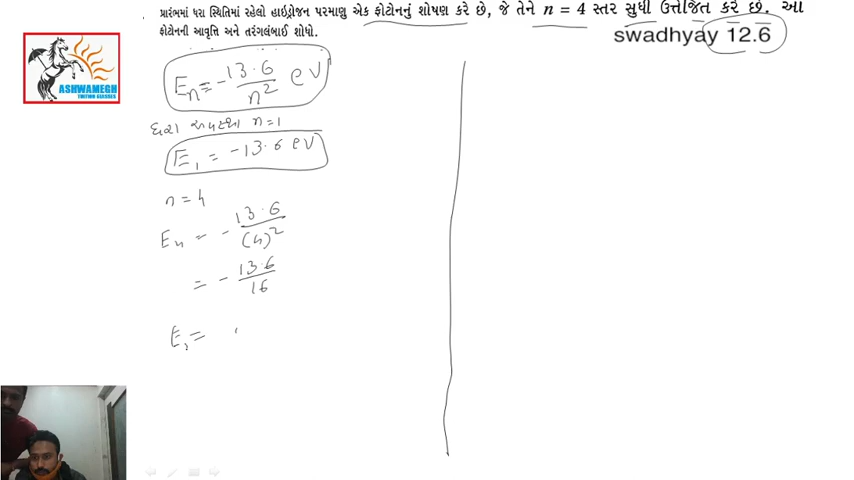 પ્રારંભમાં ધરા સ્થિતિમાં રહેલો હાઇડ્રોજન પરમાણુ એક ફોટોનનું શોષણ કરે છે, જે તેને n = 4 સ્તર સુધી ઉત્તેજિત કરે છે. આ
ફોટોનની આવૃત્તિ અને તરંગલંબાઈ શોધો.
swadhyay 12.6
ASHWAMEGH
TUITION CLASSES
En = -13.6/n² eV
ધરા અવસ્થા n=1
E₁ = -13.6 eV
n=4
E₄ = -13.6/(4)²
= -13.6/16
E =